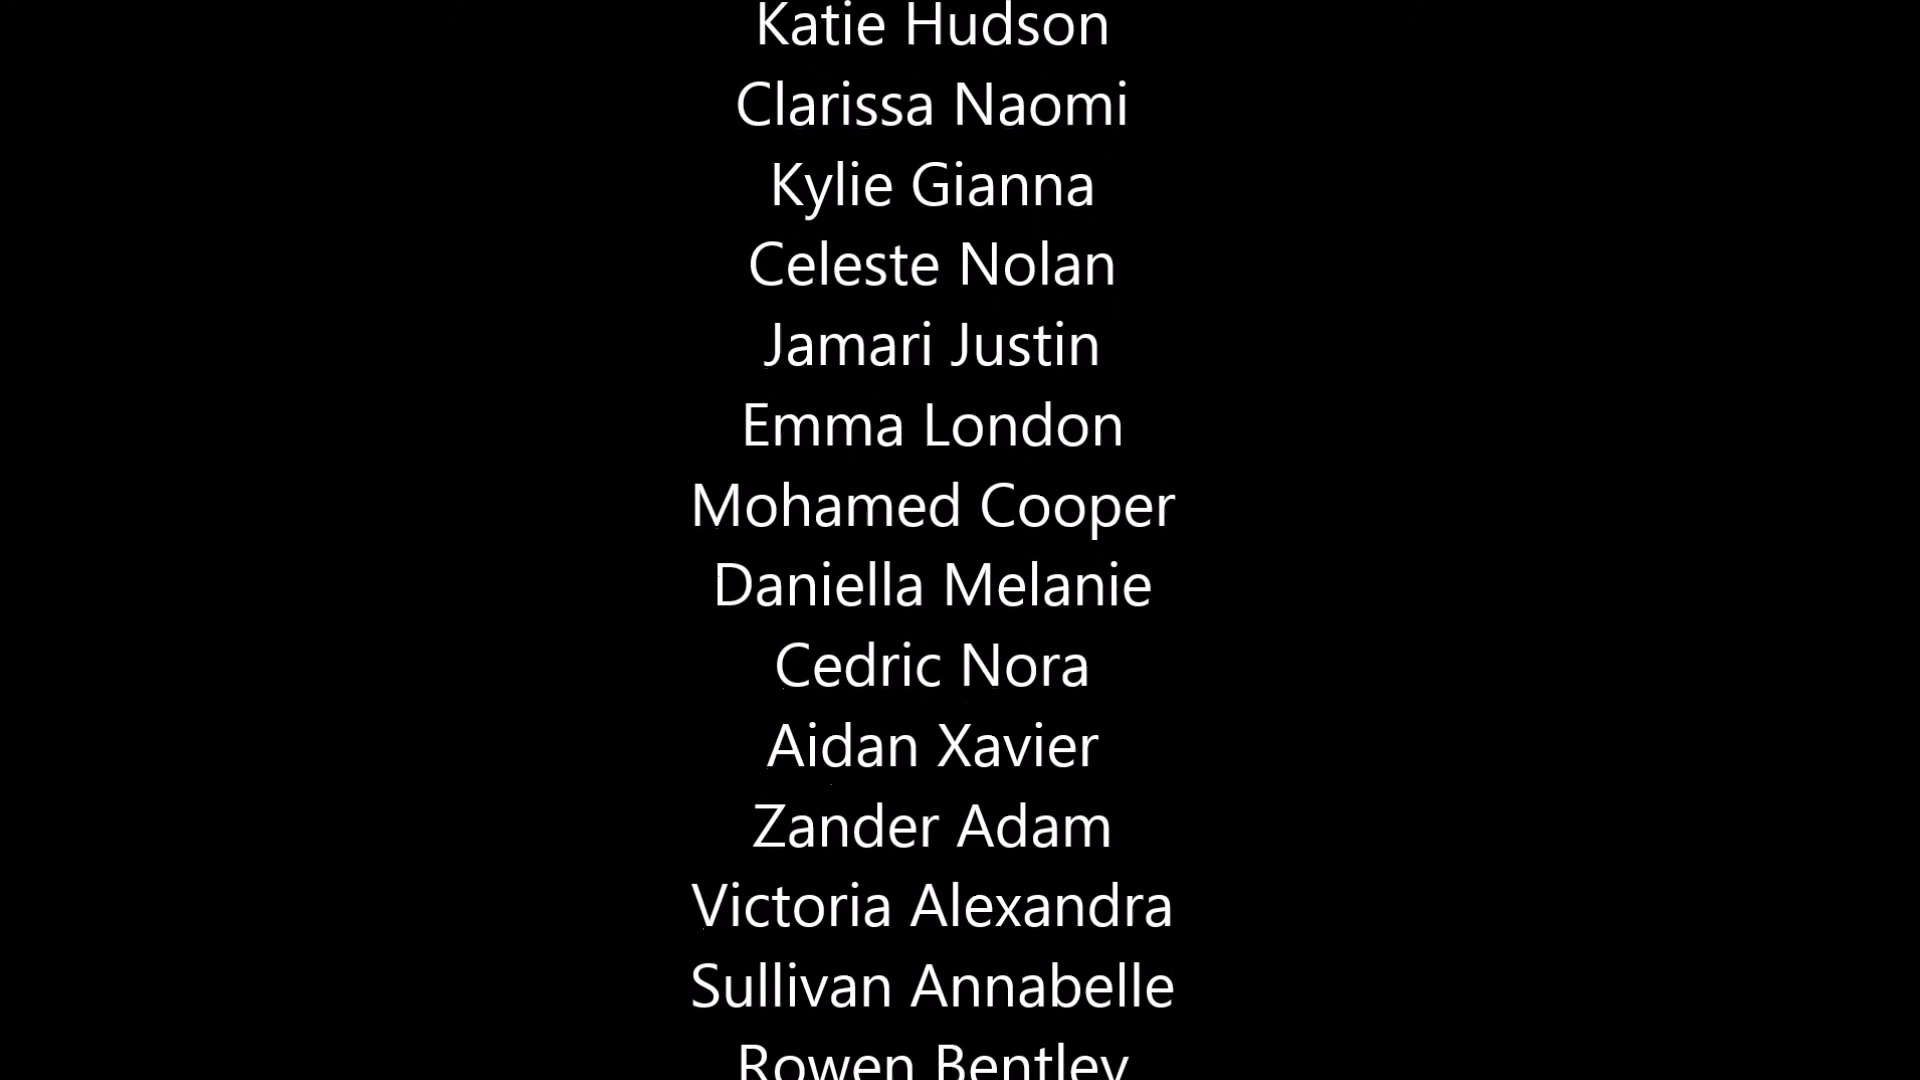 Katie Hudson
Clarissa Naomi
Kylie Gianna
Celeste Nolan
Jamari Justin
Emma London
Mohamed Cooper
Daniella Melanie
Cedric Nora
Aidan Xavier
Zander Adam
Victoria Alexandra
Sullivan Annabelle
Rowen Bentley